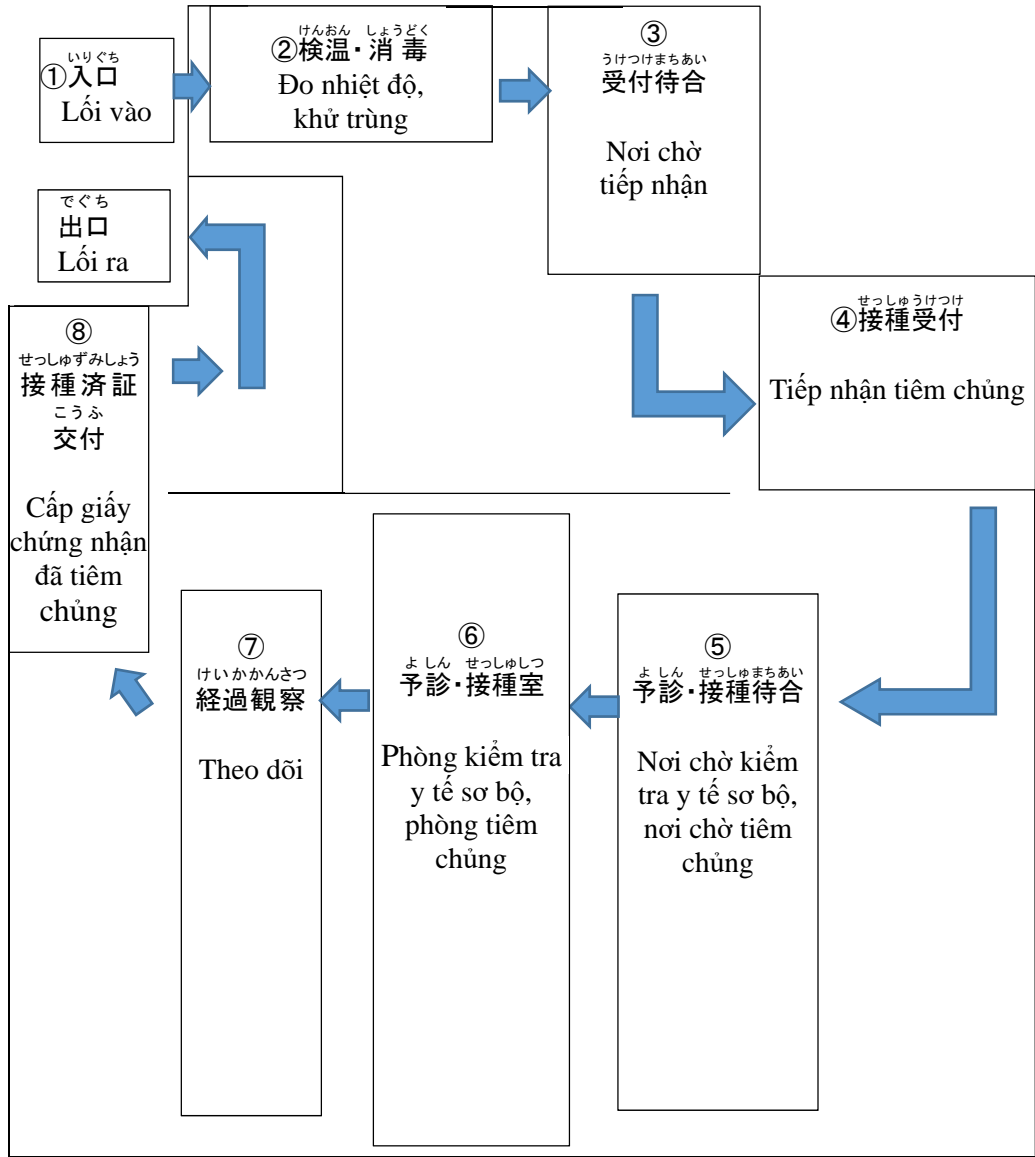 いりぐち
①入口
Lối vào
けんおん しょうどく
②検温・消毒
Đo nhiệt độ,
khử trùng
③
うけつけまちあい
受付待合
Nơi chờ
tiếp nhận
せっしゅうけつけ
④接種受付
Tiếp nhận tiêm chủng
よしん せっしゅまちあい
⑤
予診・接種待合
Nơi chờ kiểm
tra y tế sơ bộ,
nơi chờ tiêm
chủng
⑥
よしん せっしゅしつ
予診・接種室
Phòng kiểm tra
y tế sơ bộ,
phòng tiêm
chủng
⑦
けいかかんさつ
経過観察
Theo dõi
⑧
せっしゅずみしょう
接種済証
こうふ
交付
Cấp giấy
chứng nhận
đã tiêm
chủng
でぐち
出口
Lối ra